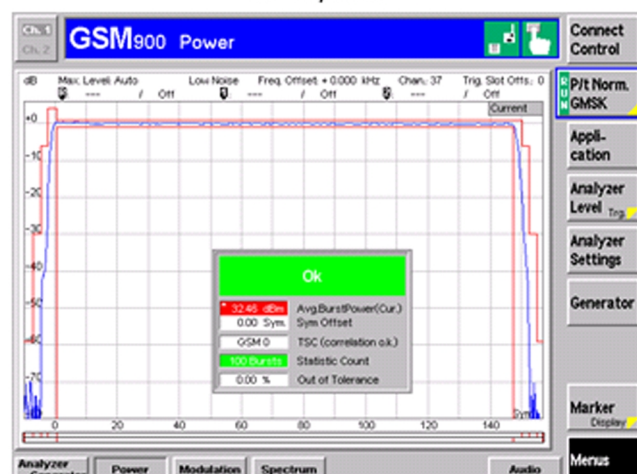 Ch. 1
Ch. 2
GSM900 Power
Connect
Control
dB Max. Level: Auto Low Noise Freq. Offset: + 0.000 kHz Chan.: 37 Trig. Slot Offs.: 0
--- / Off --- / Off --- / Off
Current
RUN
P/t Norm.
GMSK
Appli-
cation
Analyzer
Level Trg.
Analyzer
Settings
Generator
Marker
Display
Menus
+0
-10
-20
-30
-40
-50
-60
-70
Ok
* 32.46 dBm Avg.BurstPower(Cur.)
0.00 Sym. Sym Offset
GSM 0 TSC (correlation o.k.)
100 Bursts Statistic Count
0.00 % Out of Tolerance
0 20 40 60 80 100 120 140 Sym
Analyzer
Power
Modulation
Spectrum
Audio